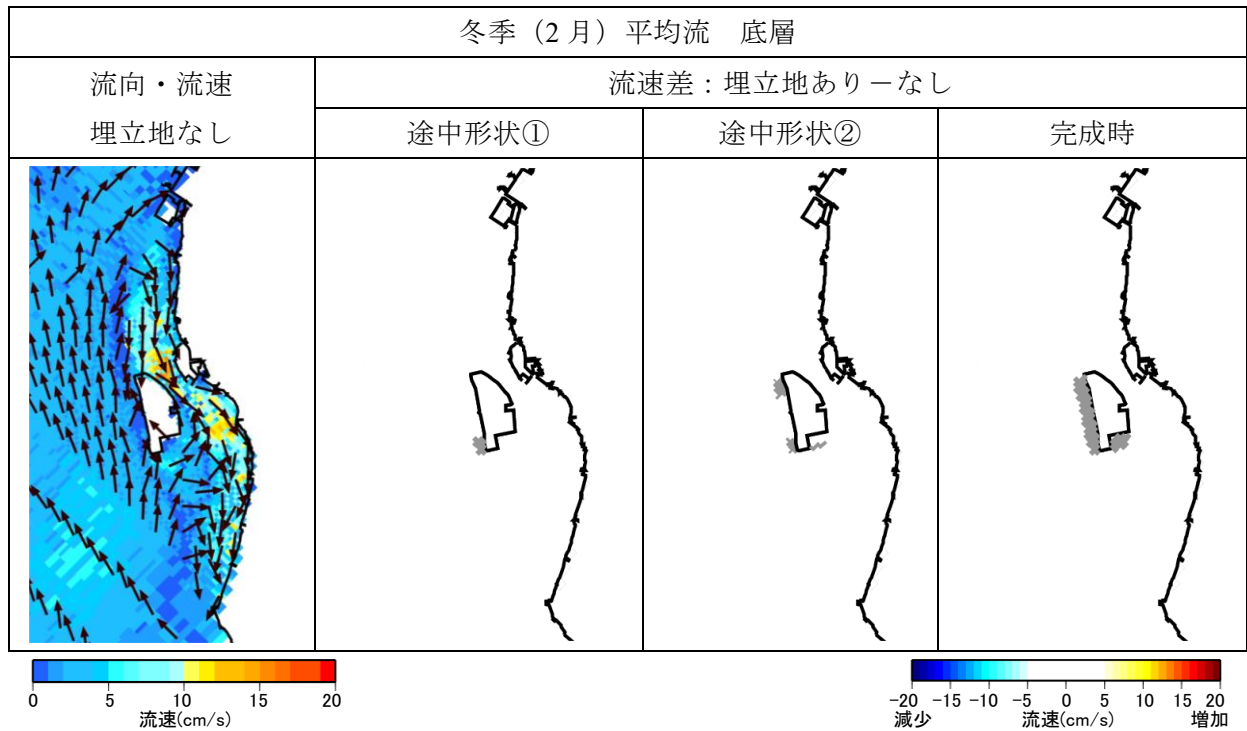 冬季（2 月）平均流　底層
流向・流速
埋立地なし
流速差：埋立地あり－なし
途中形状①
途中形状②
完成時
0 5 10 15 20
流速(cm/s)
-20 -15 -10 -5 0 5 10 15 20
減少 流速(cm/s) 増加